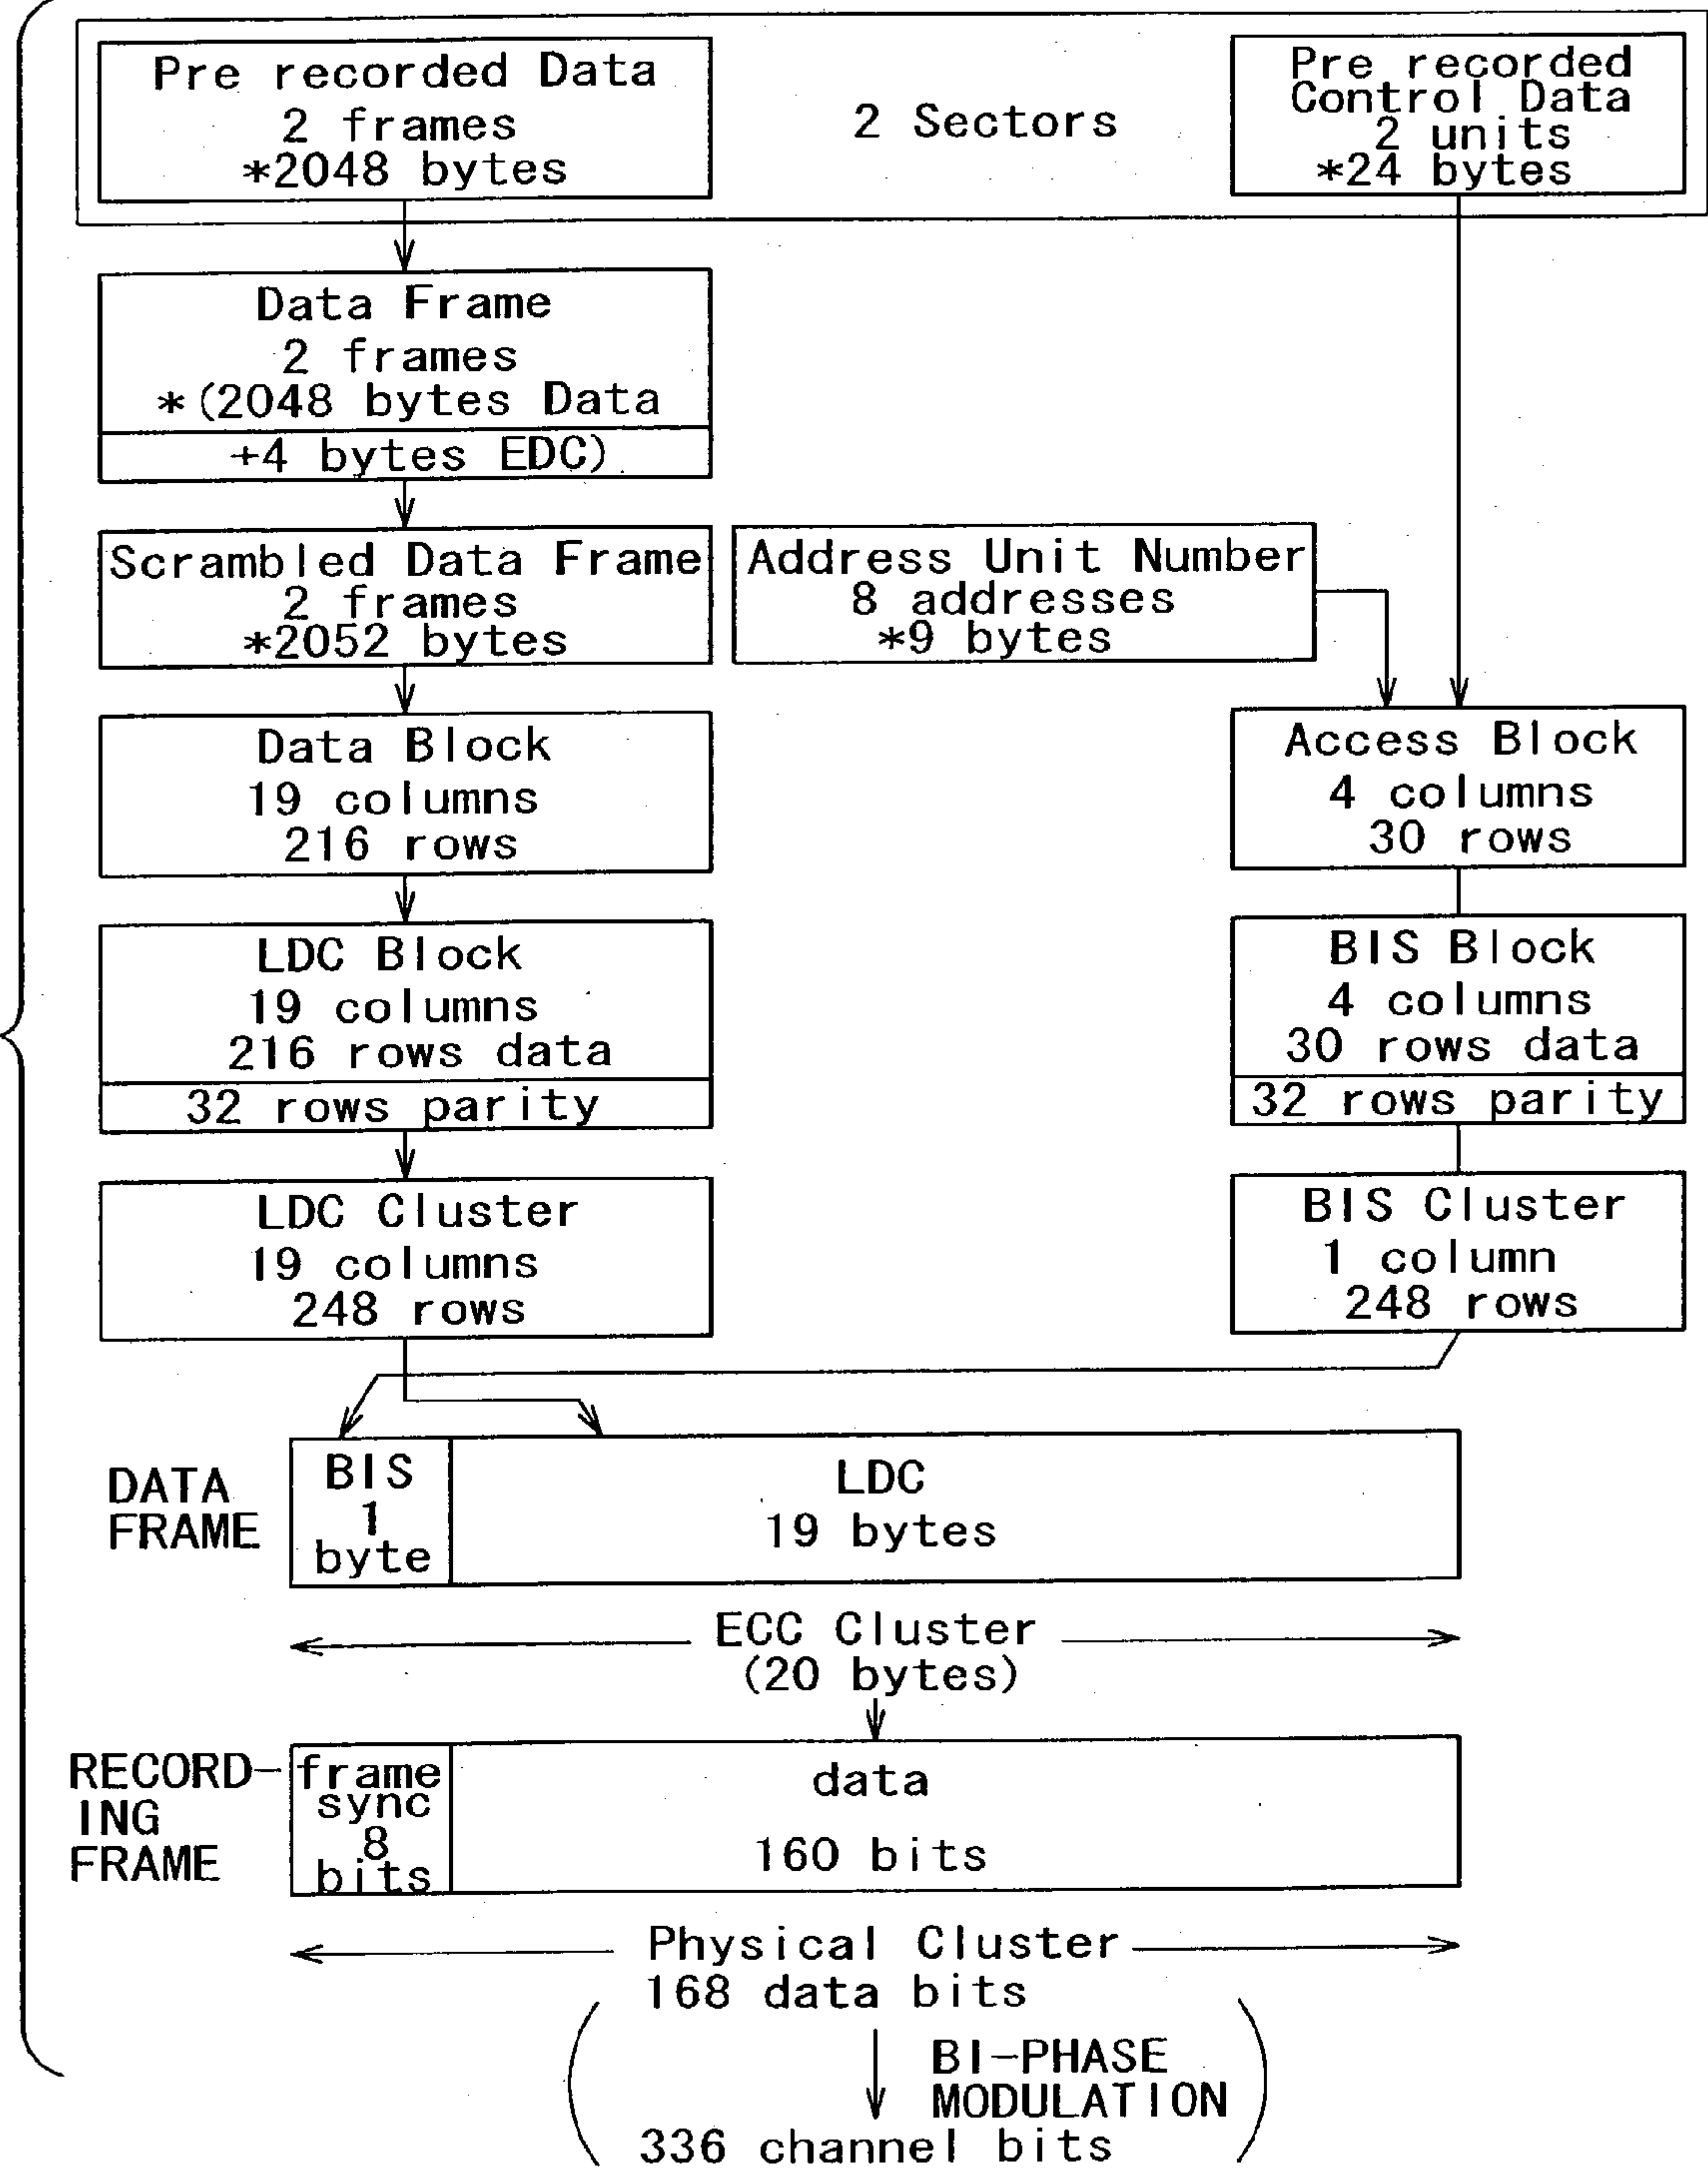 Pre recorded Data
2 frames
*2048 bytes
2 Sectors
Pre recorded
Control Data
2 units
*24 bytes
Data Frame
2 frames
*(2048 bytes Data
+4 bytes EDC)
Scrambled Data Frame
2 frames
*2052 bytes
Address Unit Number
8 addresses
*9 bytes
Data Block
19 columns
216 rows
Access Block
4 columns
30 rows
LDC Block
19 columns
216 rows data
32 rows parity
BIS Block
4 columns
30 rows data
32 rows parity
LDC Cluster
19 columns
248 rows
BIS Cluster
1 column
248 rows
DATA
FRAME
BIS
1
byte
LDC
19 bytes
ECC Cluster
(20 bytes)
RECORD-
ING
FRAME
frame
sync
8
bits
data
160 bits
Physical Cluster
168 data bits
BI-PHASE
MODULATION
336 channel bits